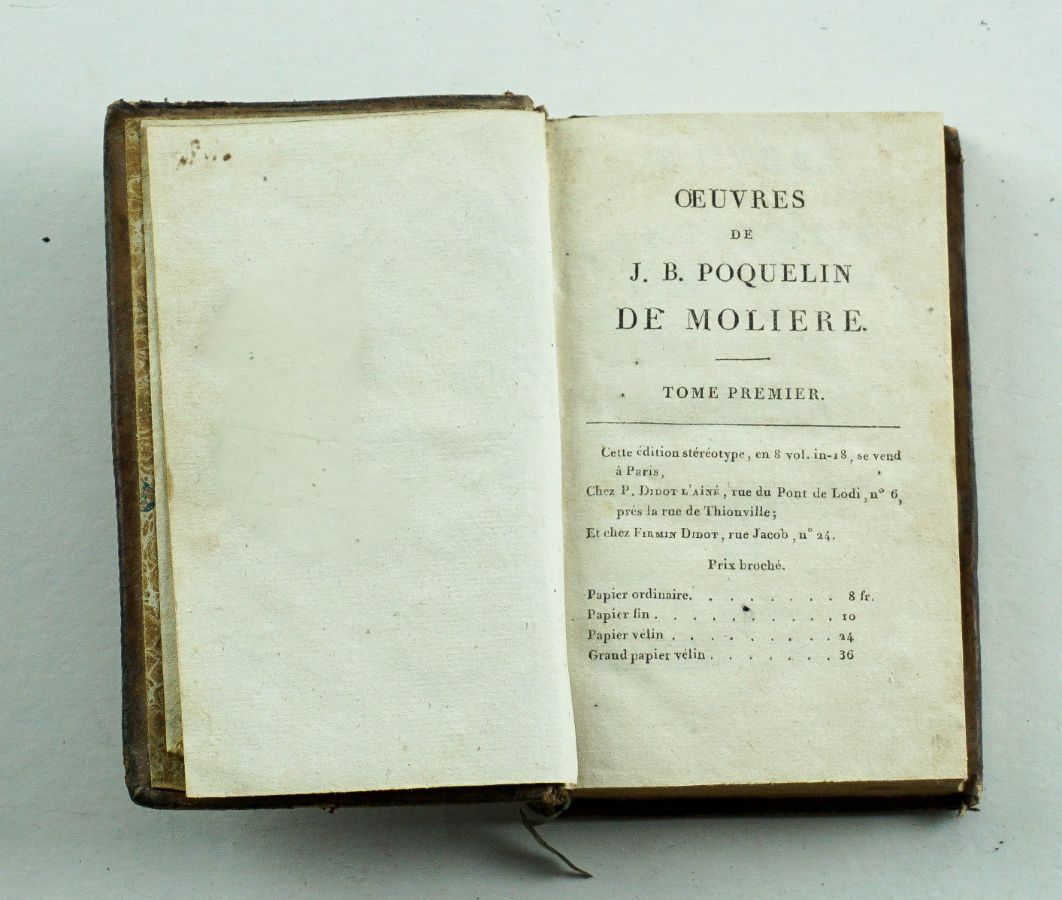 OEUVRES
DE
J. B. POQUELIN
DE MOLIERE.
TOME PREMIER.
Cette édition stéréotype, en 8 vol. in-18, se vend
à Paris,
Chez P. DIDOT L'AÎNÉ, rue du Pont de Lodi, n° 6,
près la rue de Thionville;
Et chez FIRMIN DIDOT, rue Jacob, n° 24.
Prix broché.
Papier ordinaire. . . . . . . . 8 fr.
Papier fin . . . . . . . . . . 10
Papier vélin . . . . . . . . . 24
Grand papier vélin . . . . . . . 36